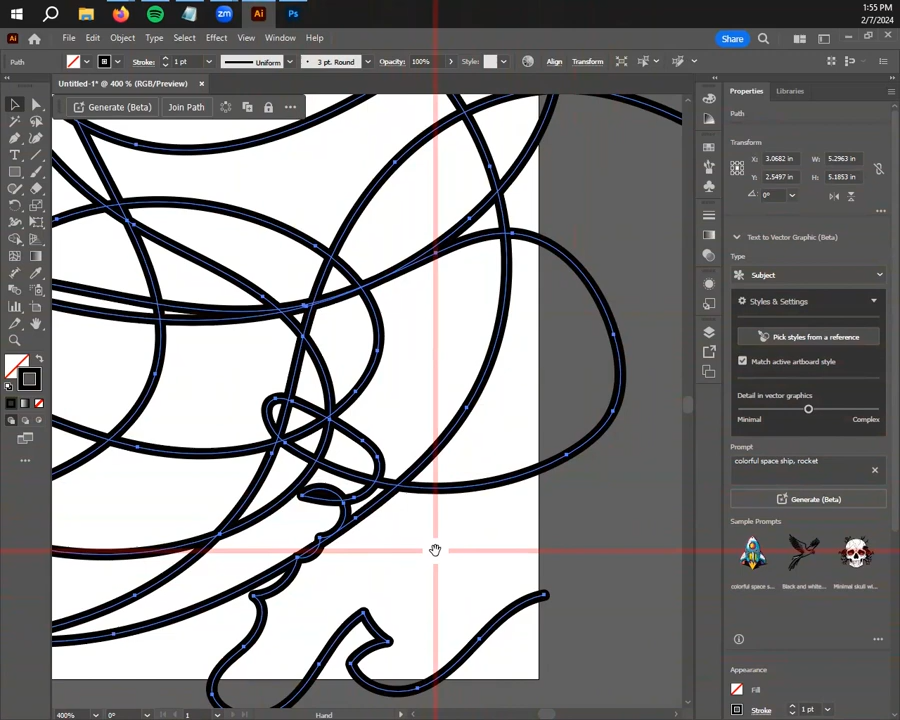 Ai
zm
Ps
1:55 PM
2/7/2024
Ai File Edit Object Type Select Effect View Window Help Share
Path Stroke: 1 pt Uniform 3 pt. Round Opacity: 100% Style: Align Transform
Untitled-1* @ 400 % (RGB/Preview) ×
Generate (Beta) Join Path
Properties Libraries
Path
Transform
X: 3.0682 in W: 5.2963 in
Y: 2.5497 in H: 5.1853 in
0°
Text to Vector Graphic (Beta)
Type
Subject
Styles & Settings
Pick styles from a reference
Match active artboard style
Detail in vector graphics
Minimal Complex
Prompt
colorful space ship, rocket
Generate (Beta)
Sample Prompts
colorful space s... Black and white... Minimal skull wi...
Appearance
Fill
Stroke 1 pt
400% 0° 1 Hand